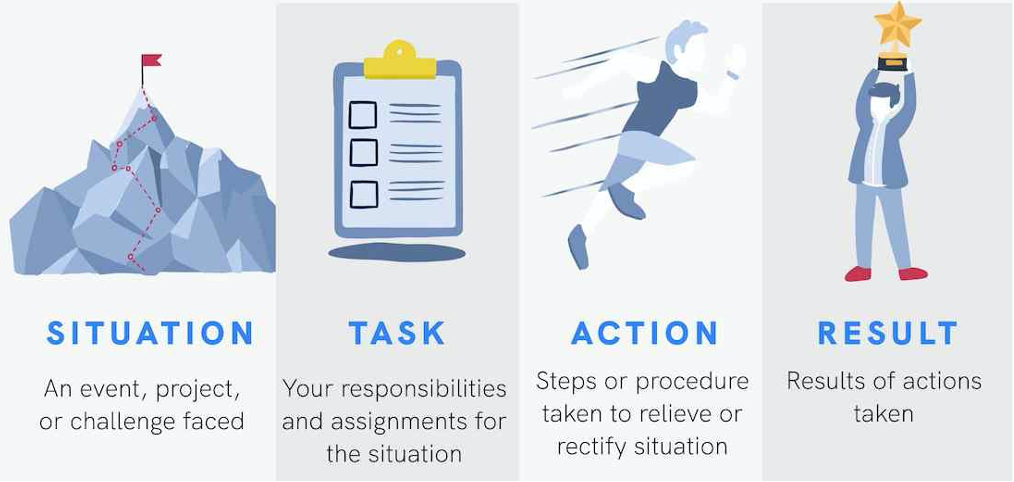 SITUATION
An event, project,
or challenge faced
TASK
Your responsibilities
and assignments for
the situation
ACTION
Steps or procedure
taken to relieve or
rectify situation
RESULT
Results of actions
taken